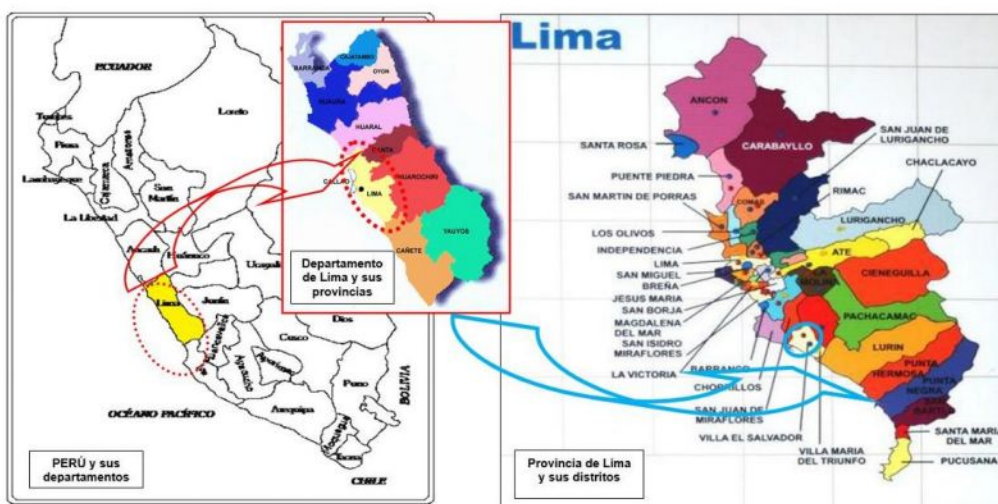 ECUADOR
Tumbes
Piura
Loreto
Amazonas
Lambayeque
Cajamarca
San
Martín
La Libertad
Ancash
Huánuco
Ucayali
Lima
Junín
Huancavelica
Dios
Cusco
Ayacucho
Apurímac
Puno
Arequipa
Moquegua
Tacna
BOLIVIA
OCÉANO PACÍFICO
CHILE
PERÚ y sus
departamentos
CAJATAMBO
BARRANCA
OYON
HUAURA
HUARAL
CANTA
CALLAO
LIMA
HUAROCHIRI
YAUYOS
CAÑETE
Departamento
de Lima y sus
provincias
Lima
ANCON
SANTA ROSA
CARABAYLLO
SAN JUAN DE
LURIGANCHO
CHACLACAYO
PUENTE PIEDRA
COMAS
RIMAC
SAN MARTIN DE PORRAS
LURIGANCHO
LOS OLIVOS
INDEPENDENCIA
ATE
LIMA
SAN MIGUEL
LA
MOLINA
CIENEGUILLA
BREÑA
JESUS MARIA
SAN BORJA
PACHACAMAC
MAGDALENA
DEL MAR
SAN ISIDRO
MIRAFLORES
LURIN
LA VICTORIA
BARRANCO
CHORRILLOS
PUNTA
HERMOSA
PUNTA
NEGRA
SAN
BARTOLO
SAN JUAN DE
MIRAFLORES
VILLA EL SALVADOR
SANTA MARIA
DEL MAR
VILLA MARIA
DEL TRIUNFO
PUCUSANA
Provincia de Lima
y sus distritos